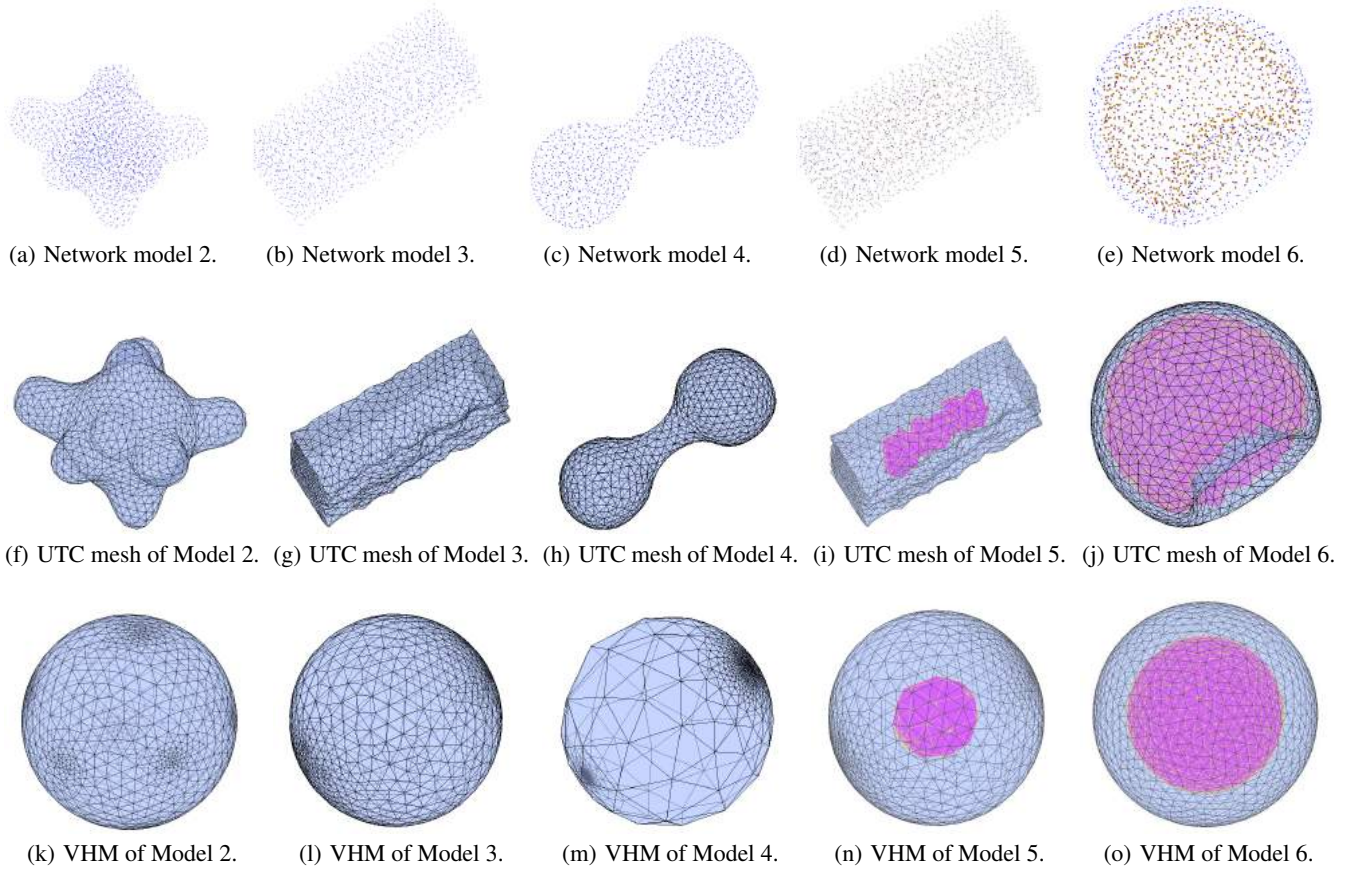 (a) Network model 2.
(b) Network model 3.
(c) Network model 4.
(d) Network model 5.
(e) Network model 6.
(f) UTC mesh of Model 2.
(g) UTC mesh of Model 3.
(h) UTC mesh of Model 4.
(i) UTC mesh of Model 5.
(j) UTC mesh of Model 6.
(k) VHM of Model 2.
(l) VHM of Model 3.
(m) VHM of Model 4.
(n) VHM of Model 5.
(o) VHM of Model 6.